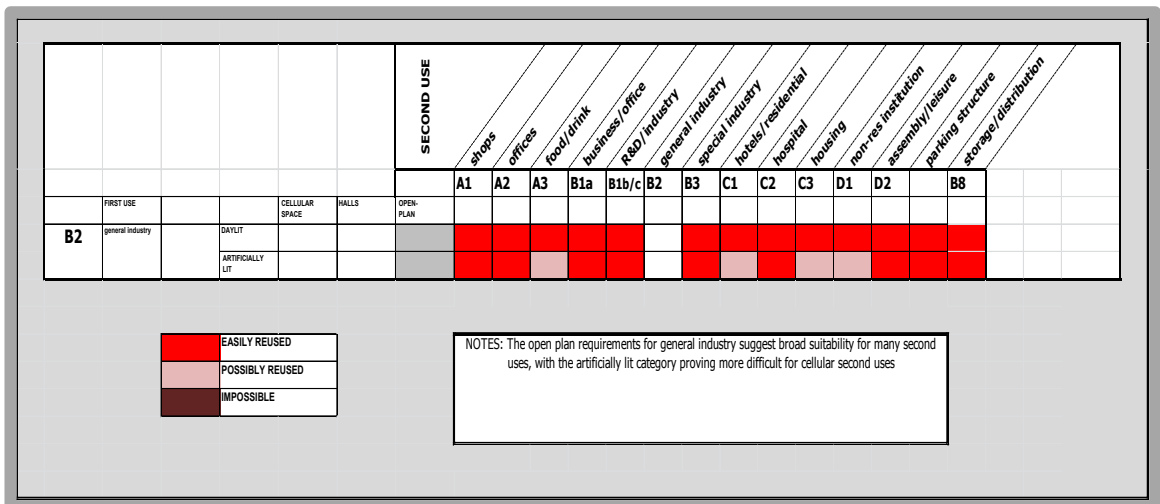 SECOND USE
shops
offices
food/drink
business/office
R&D/industry
general industry
special industry
hotels/residential
hospital
housing
non-res institution
assembly/leisure
parking structure
storage/distribution
A1 A2 A3 B1a B1b/c B2 B3 C1 C2 C3 D1 D2 B8
FIRST USE CELLULAR HALLS OPEN-
SPACE PLAN
B2 general industry DAYLIT
ARTIFICIALLY
LIT
EASILY REUSED
POSSIBLY REUSED
IMPOSSIBLE
NOTES: The open plan requirements for general industry suggest broad suitability for many second
uses, with the artificially lit category proving more difficult for cellular second uses